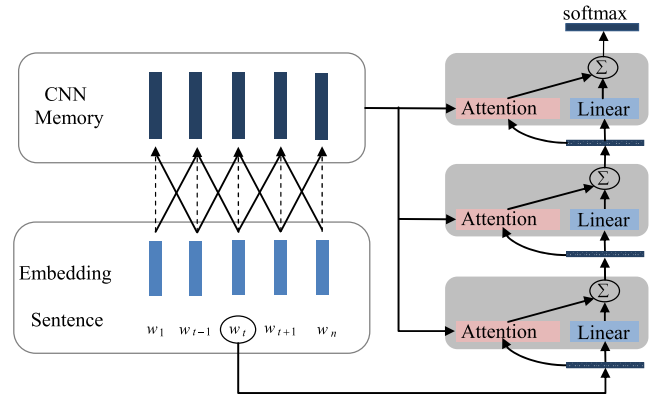 softmax
CNN
Memory
Σ
Attention
Linear
Σ
Attention
Linear
Embedding
Σ
Attention
Linear
Sentence
w₁ wₜ₋₁ wₜ wₜ₊₁ wₙ